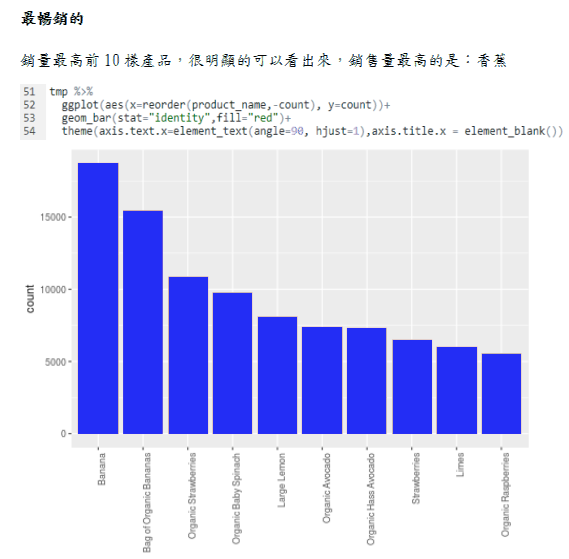 最暢銷的
銷量最高前 10 樣產品，很明顯的可以看出來，銷售量最高的是：香蕉
51 tmp %>%
52 ggplot(aes(x=reorder(product_name,-count), y=count))+
53 geom_bar(stat="identity",fill="red")+
54 theme(axis.text.x=element_text(angle=90, hjust=1),axis.title.x = element_blank())
15000
10000
5000
0
count
Banana
Bag of Organic Bananas
Organic Strawberries
Organic Baby Spinach
Large Lemon
Organic Avocado
Organic Hass Avocado
Strawberries
Limes
Organic Raspberries